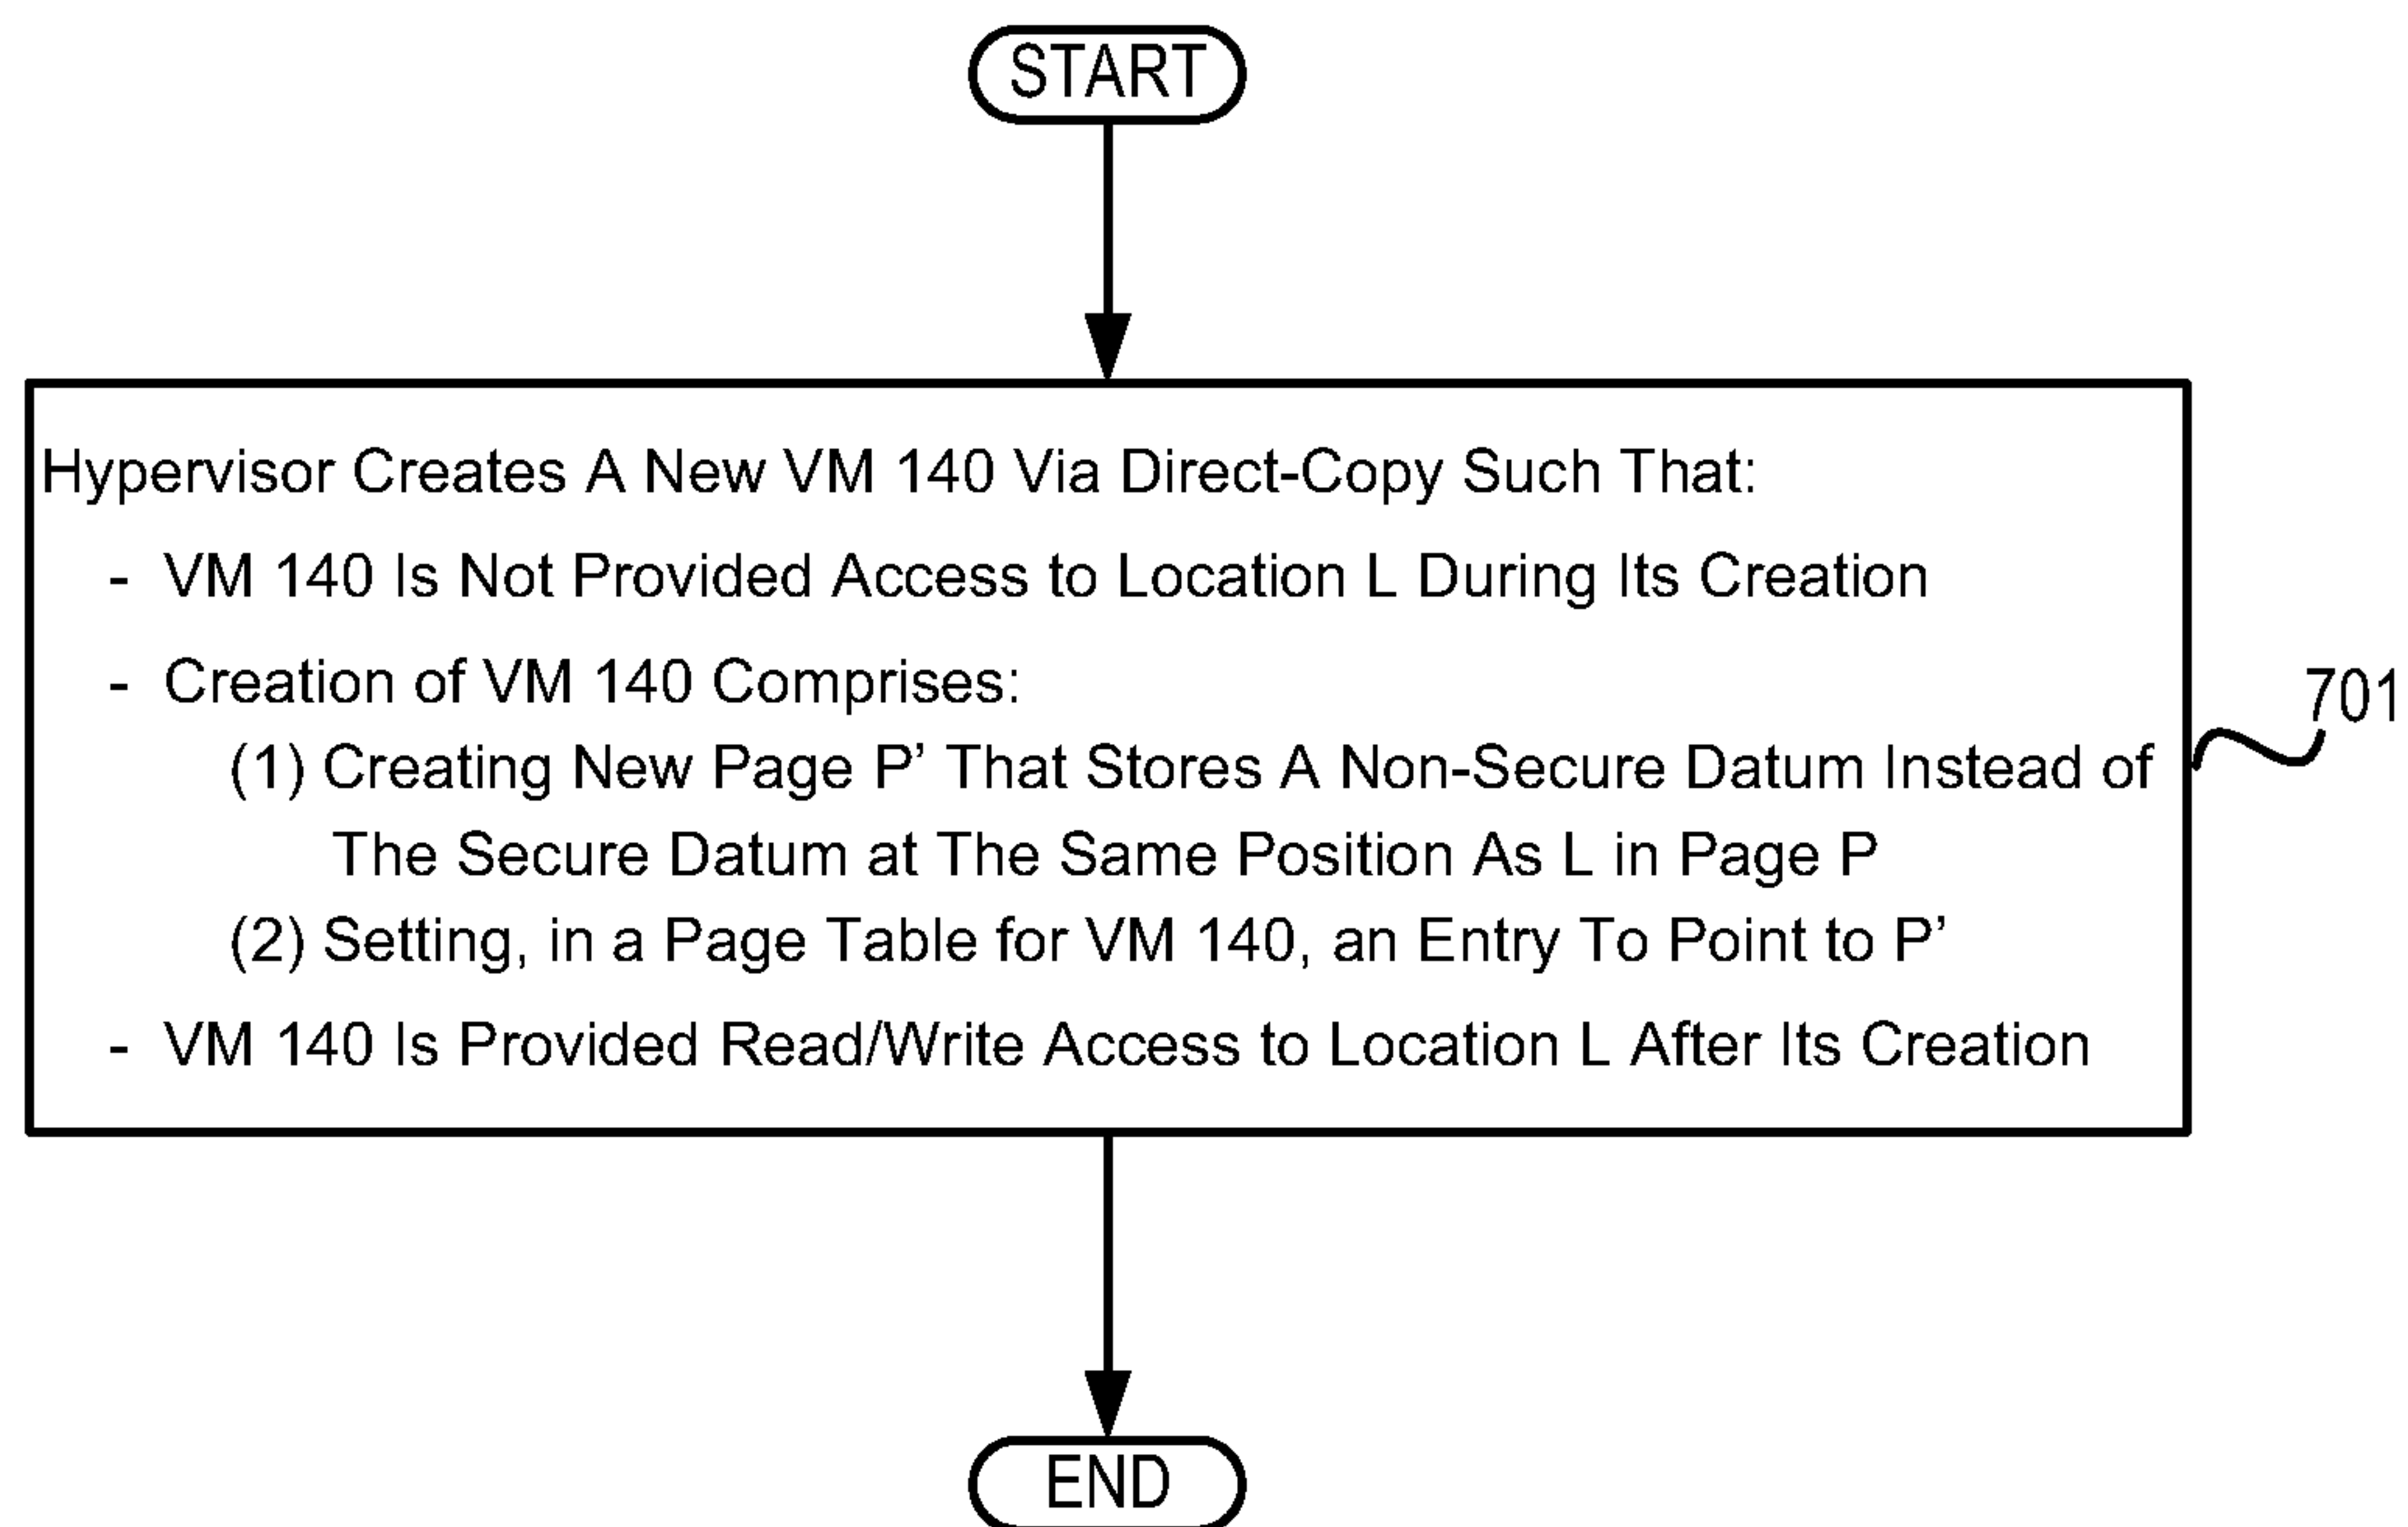 START
Hypervisor Creates A New VM 140 Via Direct-Copy Such That:
- VM 140 Is Not Provided Access to Location L During Its Creation
- Creation of VM 140 Comprises:
(1) Creating New Page P’ That Stores A Non-Secure Datum Instead of
The Secure Datum at The Same Position As L in Page P
(2) Setting, in a Page Table for VM 140, an Entry To Point to P’
- VM 140 Is Provided Read/Write Access to Location L After Its Creation
701
END